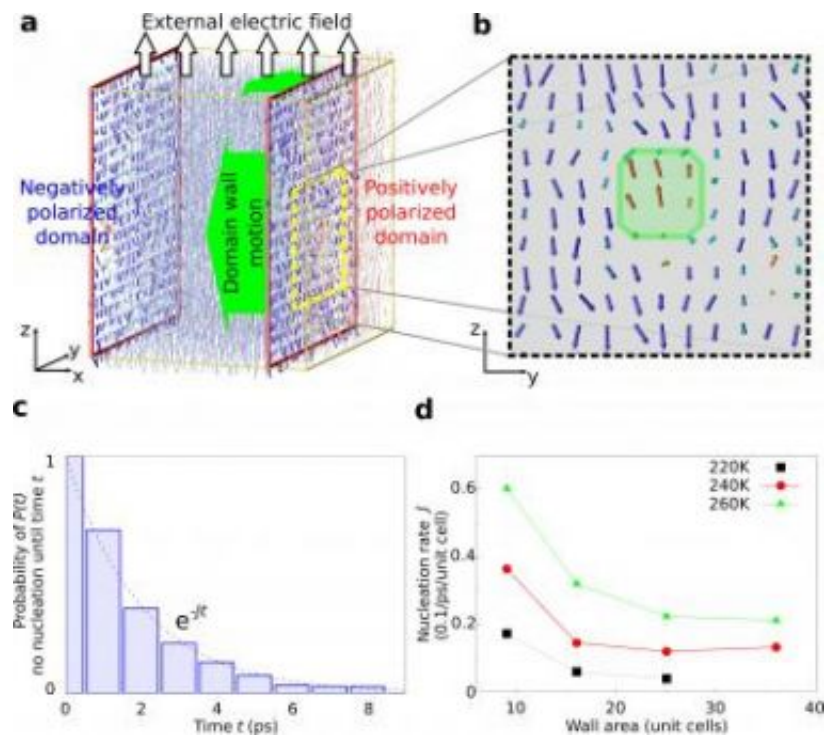 a
External electric field
Negatively
polarized
domain
Domain wall
motion
Positively
polarized
domain
z
y
x
b
z
y
c
Probability of P(t)
no nucleation until time t
1
0
e-Jt
0
2
4
6
8
Time t (ps)
d
Nucleation rate J
(0.1/ps/unit cell)
0.6
0.4
0.2
0
220K
240K
260K
10
20
30
40
Wall area (unit cells)